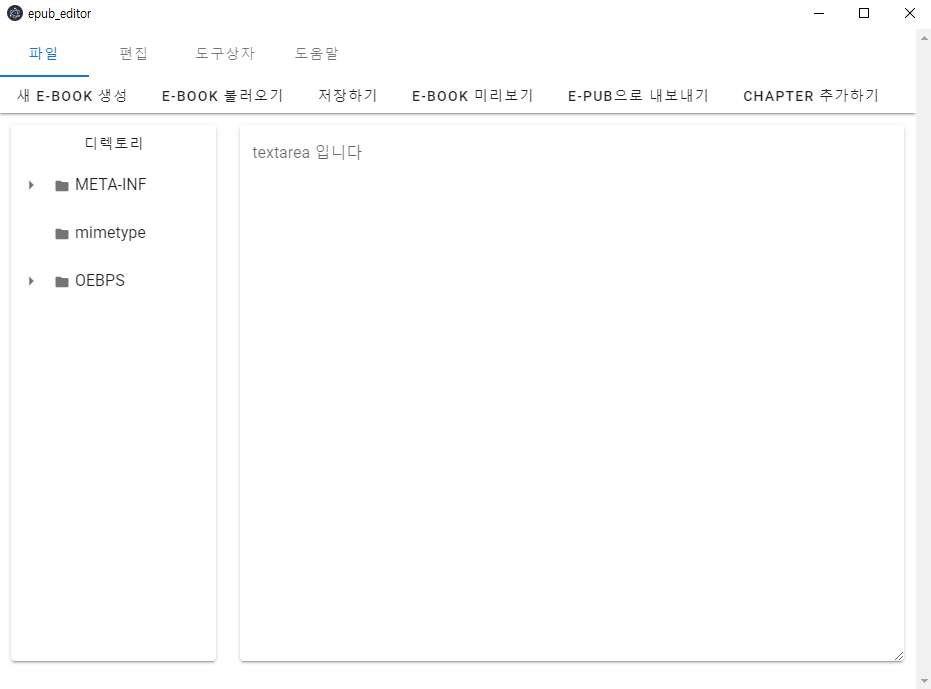 epub_editor
파일 편집 도구상자 도움말
새 E-BOOK 생성 E-BOOK 불러오기 저장하기 E-BOOK 미리보기 E-PUB으로 내보내기 CHAPTER 추가하기
디렉토리
META-INF
mimetype
OEBPS
textarea 입니다